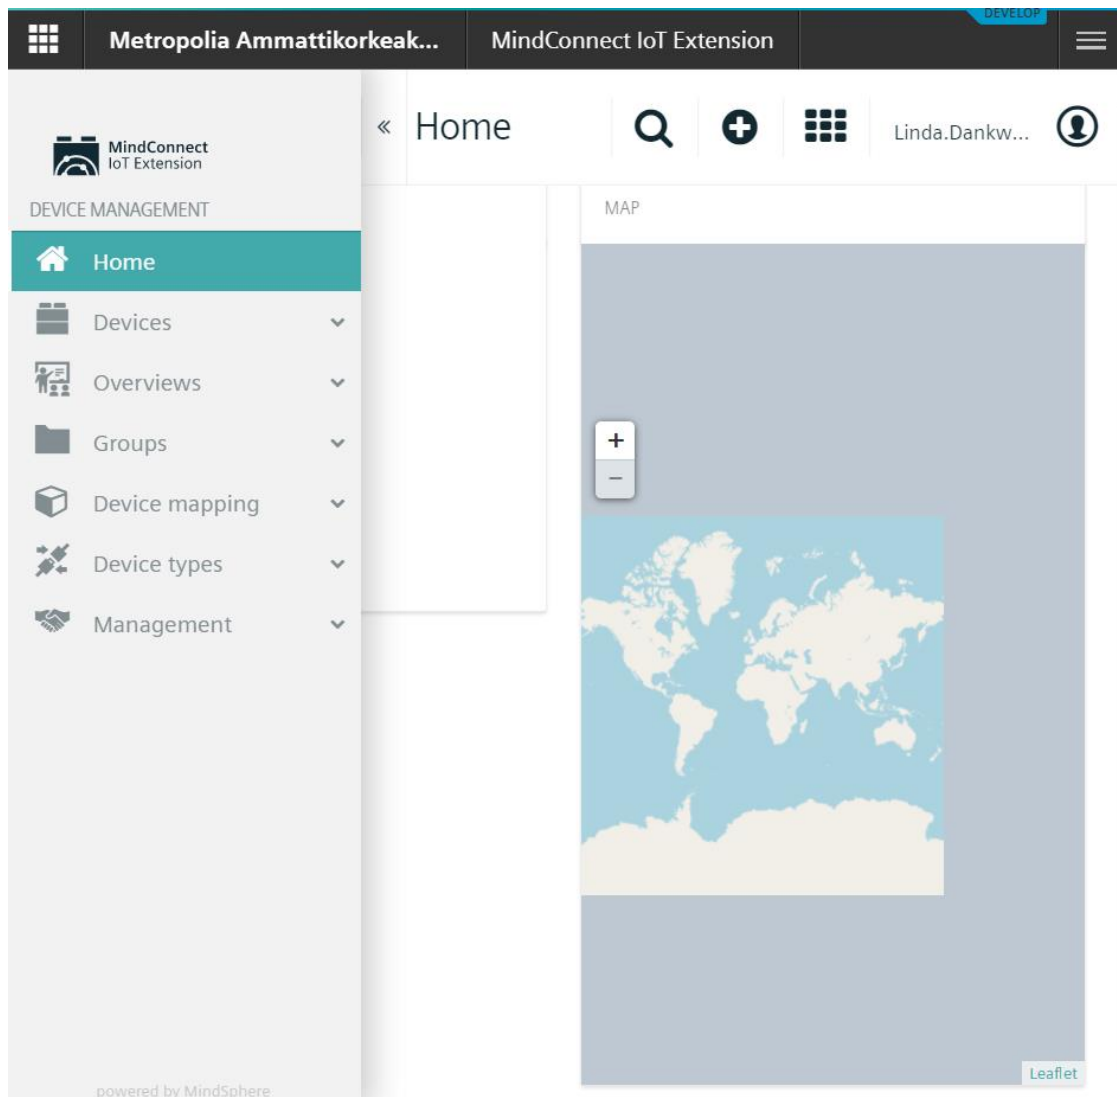 DEVELOP
Metropolia Ammattikorkeak... MindConnect IoT Extension
MindConnect
IoT Extension
« Home
Linda.Dankw...
DEVICE MANAGEMENT
Home
Devices
Overviews
Groups
Device mapping
Device types
Management
powered by MindSphere
MAP
+
−
Leaflet